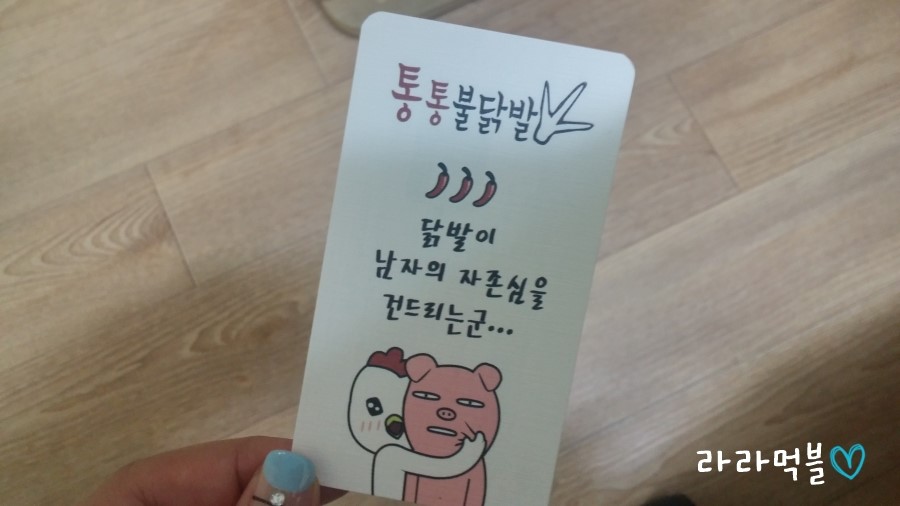 통통불닭발
닭발이
남자의 자존심을
건드리는군...
라라먹블